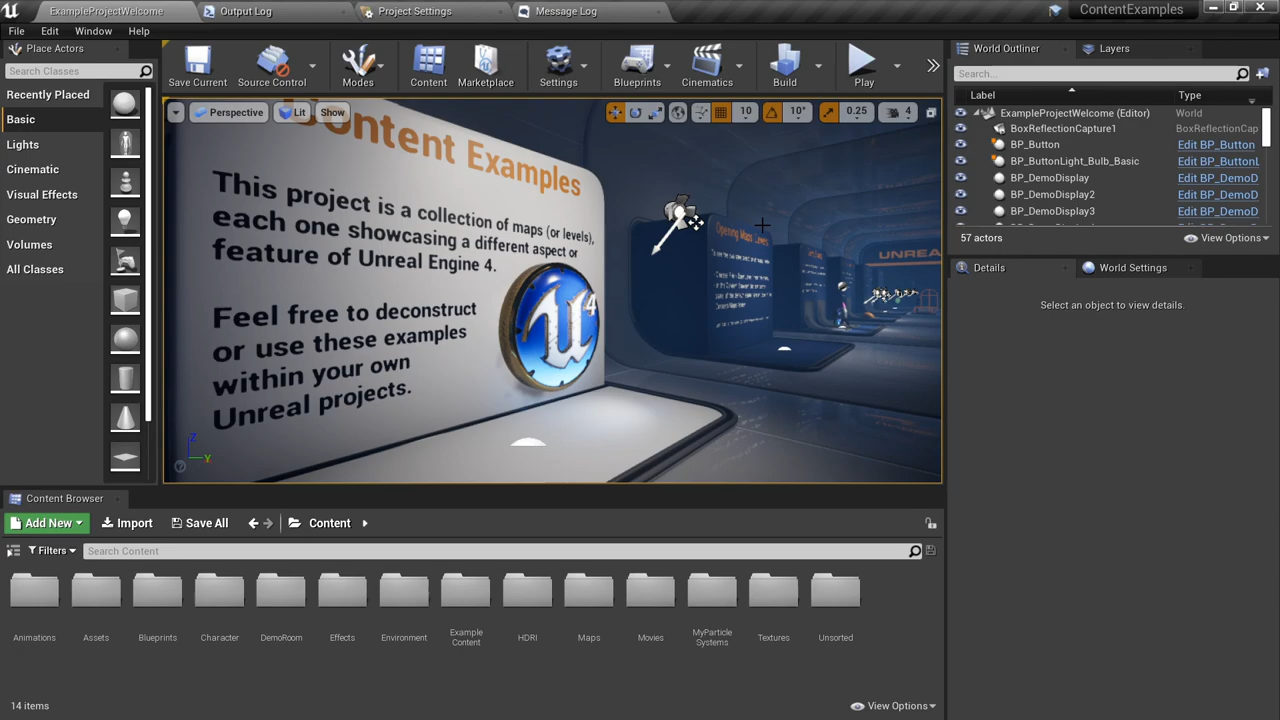 ExampleProjectWelcome
Output Log
Project Settings
Message Log
ContentExamples
File Edit Window Help
Place Actors
Search Classes
Recently Placed
Basic
Lights
Cinematic
Visual Effects
Geometry
Volumes
All Classes
Save Current
Source Control
Modes
Content
Marketplace
Settings
Blueprints
Cinematics
Build
Play
Perspective
Lit
Show
10
10°
0.25
4
Content Examples
This project is a collection of maps (or levels),
each one showcasing a different aspect or
feature of Unreal Engine 4.
Feel free to deconstruct
or use these examples
within your own
Unreal projects.
4
Opening Maps
UNREA
Z
Y
World Outliner
Layers
Search...
Label Type
ExampleProjectWelcome (Editor) World
BoxReflectionCapture1 BoxReflectionCap
BP_Button Edit BP_Button
BP_ButtonLight_Bulb_Basic Edit BP_ButtonL
BP_DemoDisplay Edit BP_DemoD
BP_DemoDisplay2 Edit BP_DemoD
BP_DemoDisplay3 Edit BP_DemoD
57 actors
View Options
Details
World Settings
Select an object to view details.
Content Browser
Add New
Import
Save All
Content
Filters
Search Content
Animations
Assets
Blueprints
Character
DemoRoom
Effects
Environment
Example
Content
HDRI
Maps
Movies
MyParticle
Systems
Textures
Unsorted
14 items
View Options